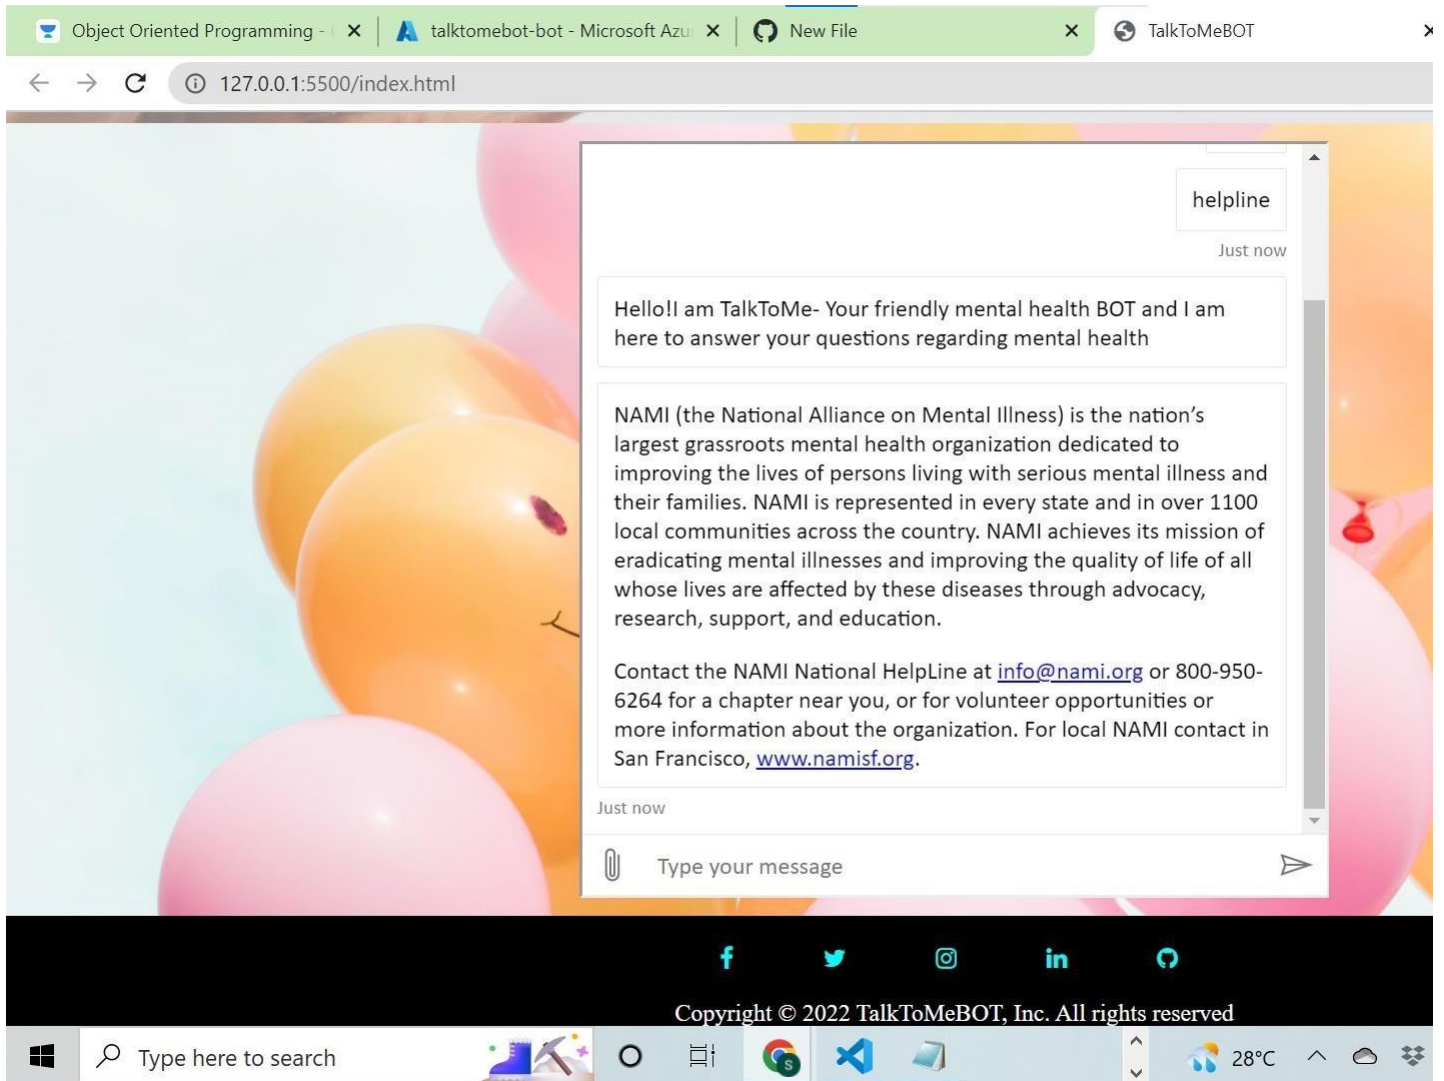 Object Oriented Programming -
talktomebot-bot - Microsoft Azu
New File
TalkToMeBOT
127.0.0.1:5500/index.html
helpline
Just now
Hello!I am TalkToMe- Your friendly mental health BOT and I am
here to answer your questions regarding mental health
NAMI (the National Alliance on Mental Illness) is the nation’s
largest grassroots mental health organization dedicated to
improving the lives of persons living with serious mental illness and
their families. NAMI is represented in every state and in over 1100
local communities across the country. NAMI achieves its mission of
eradicating mental illnesses and improving the quality of life of all
whose lives are affected by these diseases through advocacy,
research, support, and education.
Contact the NAMI National HelpLine at info@nami.org or 800-950-
6264 for a chapter near you, or for volunteer opportunities or
more information about the organization. For local NAMI contact in
San Francisco, www.namisf.org.
Just now
Type your message
Copyright © 2022 TalkToMeBOT, Inc. All rights reserved
Type here to search
S
28°C